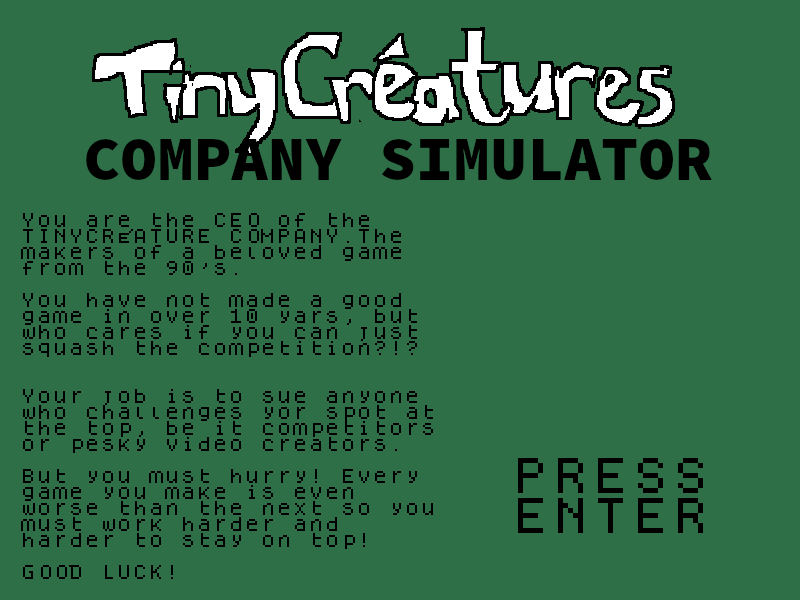 TinyCréatures
COMPANY SIMULATOR
You are the CEO of the
TINYCREATURE COMPANY.The
makers of a beloved game
from the 90's.
You have not made a good
game in over 10 yars, but
who cares if you can just
squash the competition?!?
Your job is to sue anyone
who challenges yor spot at
the top, be it competitors
or pesky video creators.
But you must hurry! Every
game you make is even
worse than the next so you
must work harder and
harder to stay on top!
GOOD LUCK!
PRESS
ENTER